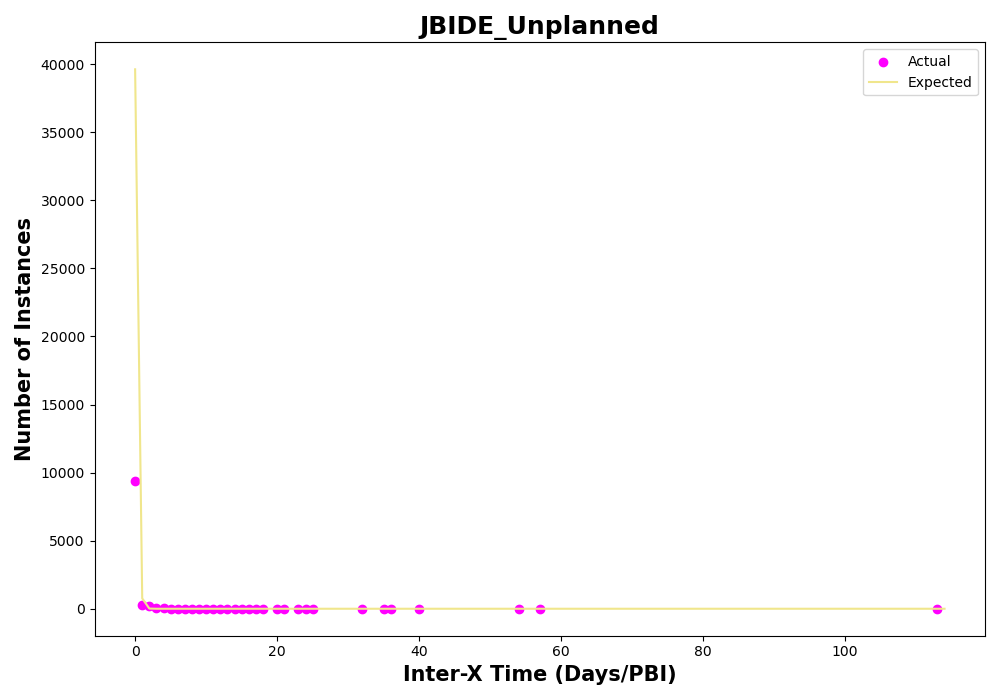 JBIDE_Unplanned
Actual
Expected
40000
35000
30000
25000
20000
15000
10000
5000
0
Number of Instances
0 20 40 60 80 100
Inter-X Time (Days/PBI)